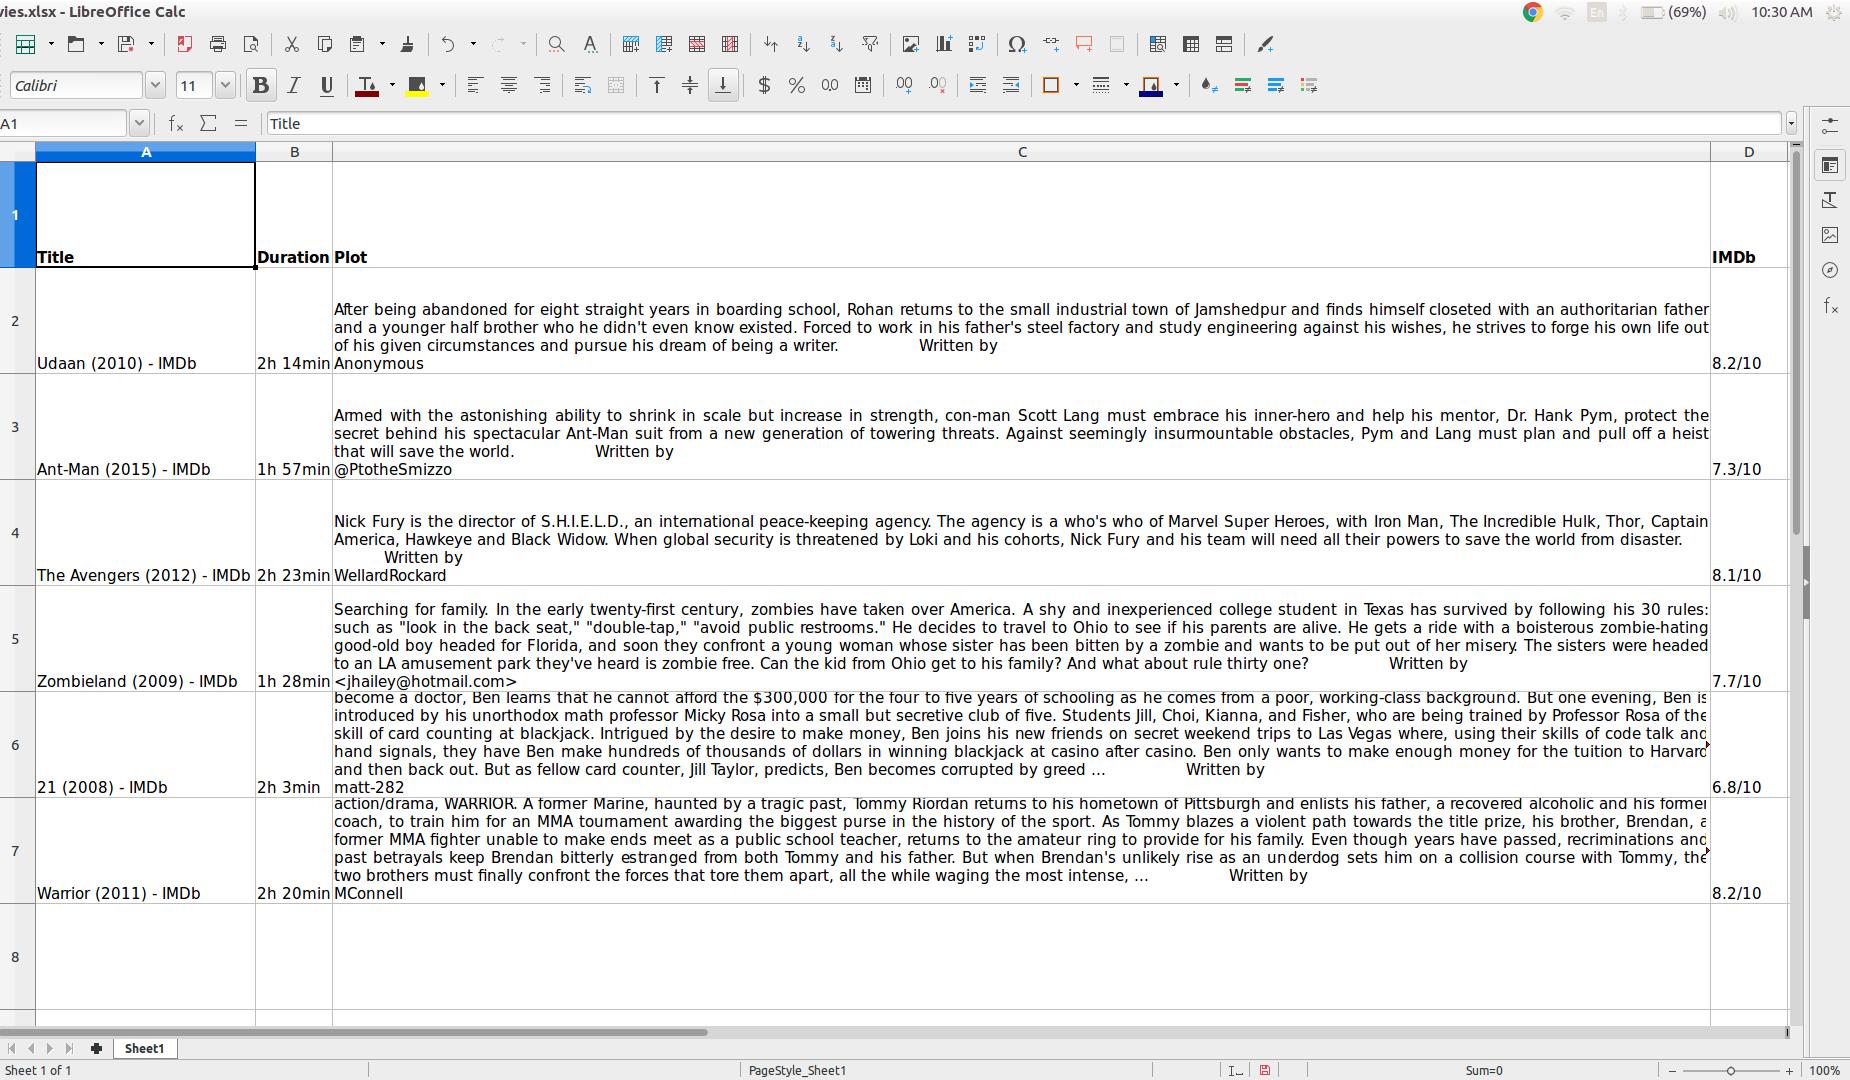 vies.xlsx - LibreOffice Calc
En
(69%)
10:30 AM
Calibri
11
A1
Title
A B C D
1
Title Duration Plot IMDb
2
After being abandoned for eight straight years in boarding school, Rohan returns to the small industrial town of Jamshedpur and finds himself closeted with an authoritarian father
and a younger half brother who he didn't even know existed. Forced to work in his father's steel factory and study engineering against his wishes, he strives to forge his own life out
of his given circumstances and pursue his dream of being a writer. Written by
Udaan (2010) - IMDb 2h 14min Anonymous 8.2/10
3
Armed with the astonishing ability to shrink in scale but increase in strength, con-man Scott Lang must embrace his inner-hero and help his mentor, Dr. Hank Pym, protect the
secret behind his spectacular Ant-Man suit from a new generation of towering threats. Against seemingly insurmountable obstacles, Pym and Lang must plan and pull off a heist
that will save the world. Written by
Ant-Man (2015) - IMDb 1h 57min @PtotheSmizzo 7.3/10
4
Nick Fury is the director of S.H.I.E.L.D., an international peace-keeping agency. The agency is a who's who of Marvel Super Heroes, with Iron Man, The Incredible Hulk, Thor, Captain
America, Hawkeye and Black Widow. When global security is threatened by Loki and his cohorts, Nick Fury and his team will need all their powers to save the world from disaster.
Written by
The Avengers (2012) - IMDb 2h 23min WellardRockard 8.1/10
5
Searching for family. In the early twenty-first century, zombies have taken over America. A shy and inexperienced college student in Texas has survived by following his 30 rules:
such as "look in the back seat," "double-tap," "avoid public restrooms." He decides to travel to Ohio to see if his parents are alive. He gets a ride with a boisterous zombie-hating
good-old boy headed for Florida, and soon they confront a young woman whose sister has been bitten by a zombie and wants to be put out of her misery. The sisters were headed
to an LA amusement park they've heard is zombie free. Can the kid from Ohio get to his family? And what about rule thirty one? Written by
Zombieland (2009) - IMDb 1h 28min <jhailey@hotmail.com> 7.7/10
6
become a doctor, Ben learns that he cannot afford the $300,000 for the four to five years of schooling as he comes from a poor, working-class background. But one evening, Ben is
introduced by his unorthodox math professor Micky Rosa into a small but secretive club of five. Students Jill, Choi, Kianna, and Fisher, who are being trained by Professor Rosa of the
skill of card counting at blackjack. Intrigued by the desire to make money, Ben joins his new friends on secret weekend trips to Las Vegas where, using their skills of code talk and
hand signals, they have Ben make hundreds of thousands of dollars in winning blackjack at casino after casino. Ben only wants to make enough money for the tuition to Harvard
and then back out. But as fellow card counter, Jill Taylor, predicts, Ben becomes corrupted by greed ... Written by
21 (2008) - IMDb 2h 3min matt-282 6.8/10
7
action/drama, WARRIOR. A former Marine, haunted by a tragic past, Tommy Riordan returns to his hometown of Pittsburgh and enlists his father, a recovered alcoholic and his former
coach, to train him for an MMA tournament awarding the biggest purse in the history of the sport. As Tommy blazes a violent path towards the title prize, his brother, Brendan, a
former MMA fighter unable to make ends meet as a public school teacher, returns to the amateur ring to provide for his family. Even though years have passed, recriminations and
past betrayals keep Brendan bitterly estranged from both Tommy and his father. But when Brendan's unlikely rise as an underdog sets him on a collision course with Tommy, the
two brothers must finally confront the forces that tore them apart, all the while waging the most intense, ... Written by
Warrior (2011) - IMDb 2h 20min MConnell 8.2/10
8
Sheet1
Sheet 1 of 1 PageStyle_Sheet1 Sum=0 100%